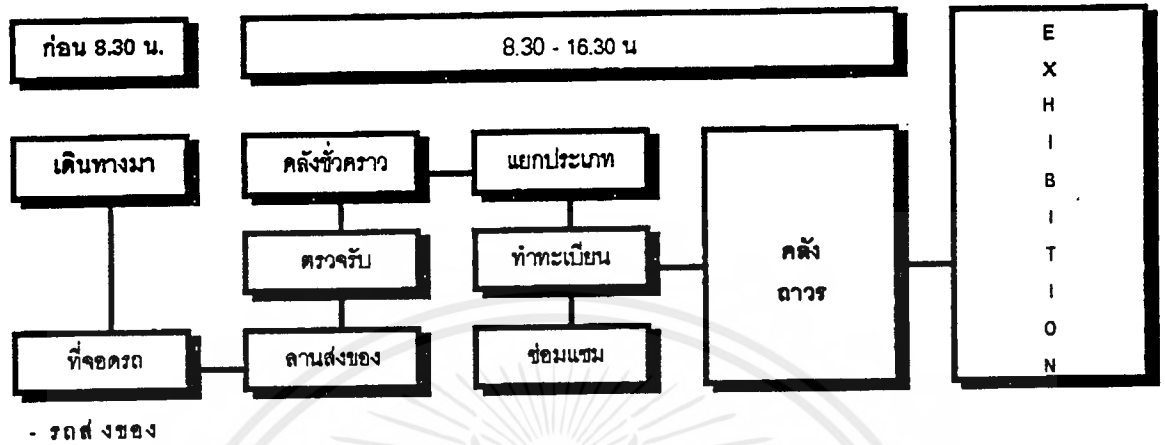 ก่อน 8.30 น.
8.30 - 16.30 น
EXHIBITION
เดินทางมา
คลังชั่วคราว
แยกประเภท
ตรวจรับ
ทำทะเบียน
คลัง
ถาวร
ที่จอดรถ
ลานส่งของ
ซ่อมแซม
- รถส่งของ